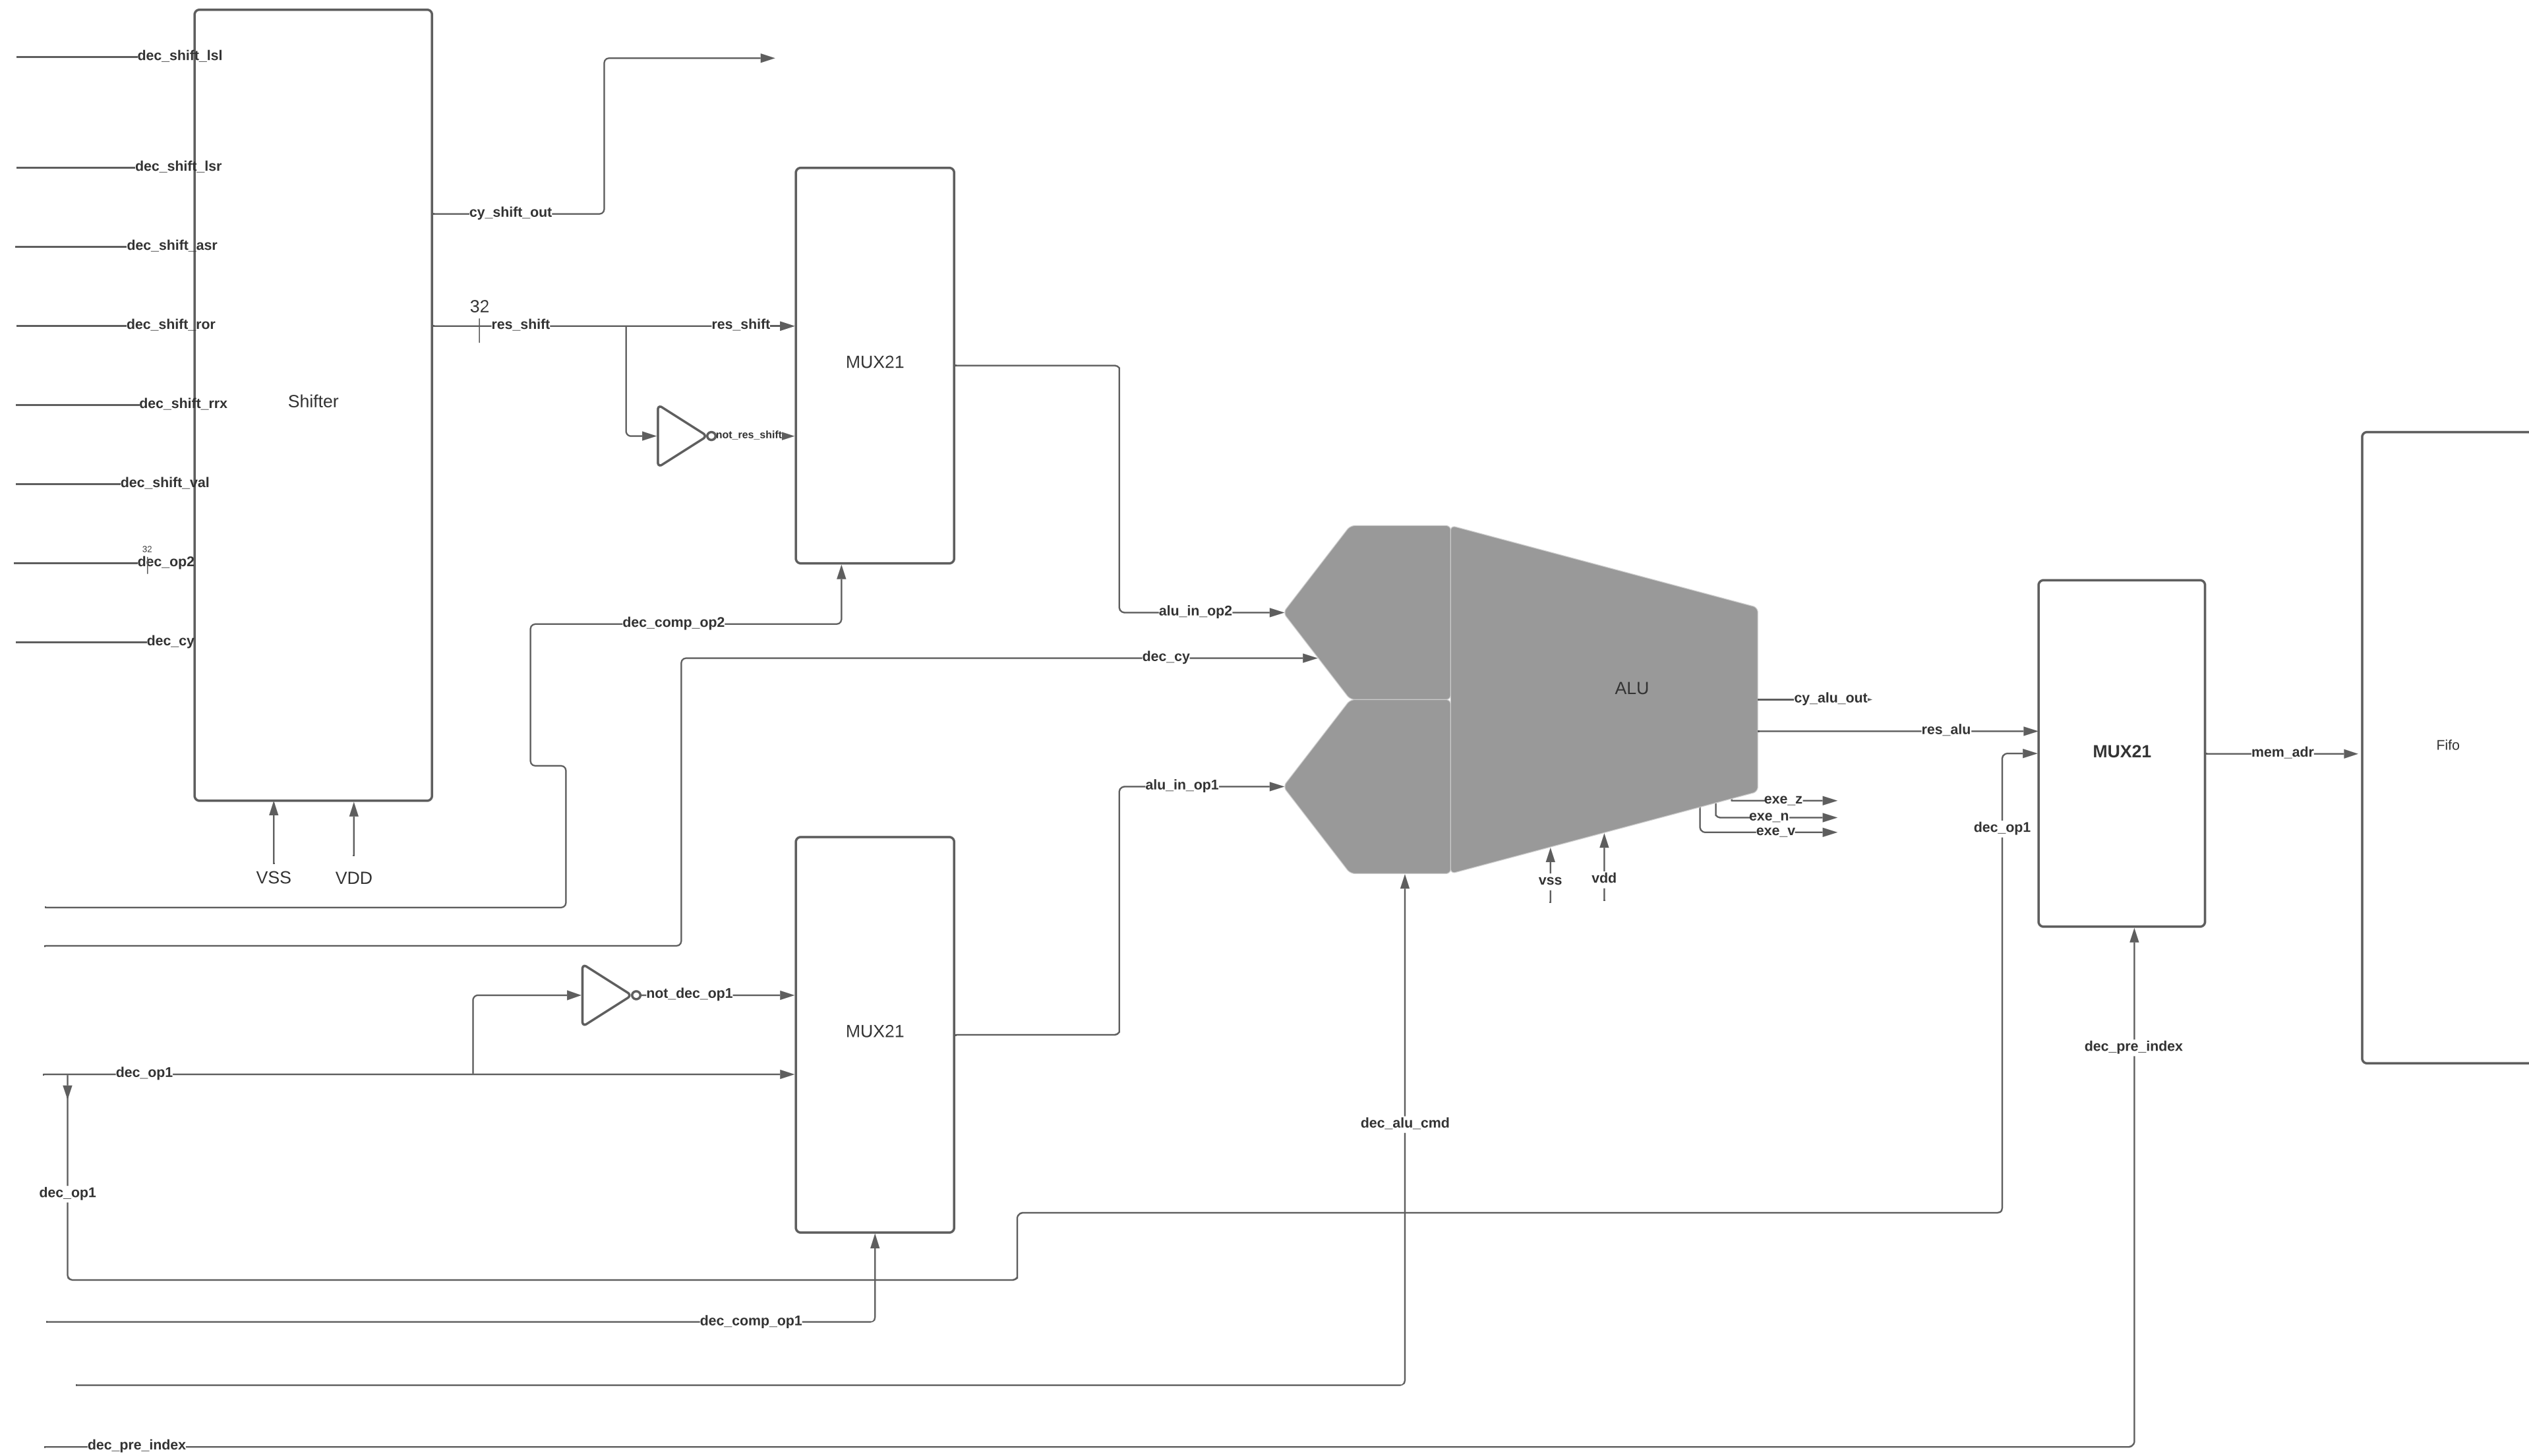 dec_shift_lsl
dec_shift_lsr
cy_shift_out
dec_shift_asr
32
dec_shift_ror
res_shift
res_shift
MUX21
dec_shift_rrx
Shifter
not_res_shift
dec_shift_val
32
dec_op2
dec_cy
dec_comp_op2
alu_in_op2
dec_cy
ALU
cy_alu_out
res_alu
MUX21
mem_adr
Fifo
alu_in_op1
exe_z
exe_n
exe_v
dec_op1
VSS
VDD
vss
vdd
not_dec_op1
MUX21
dec_pre_index
dec_op1
dec_alu_cmd
dec_op1
dec_comp_op1
dec_pre_index